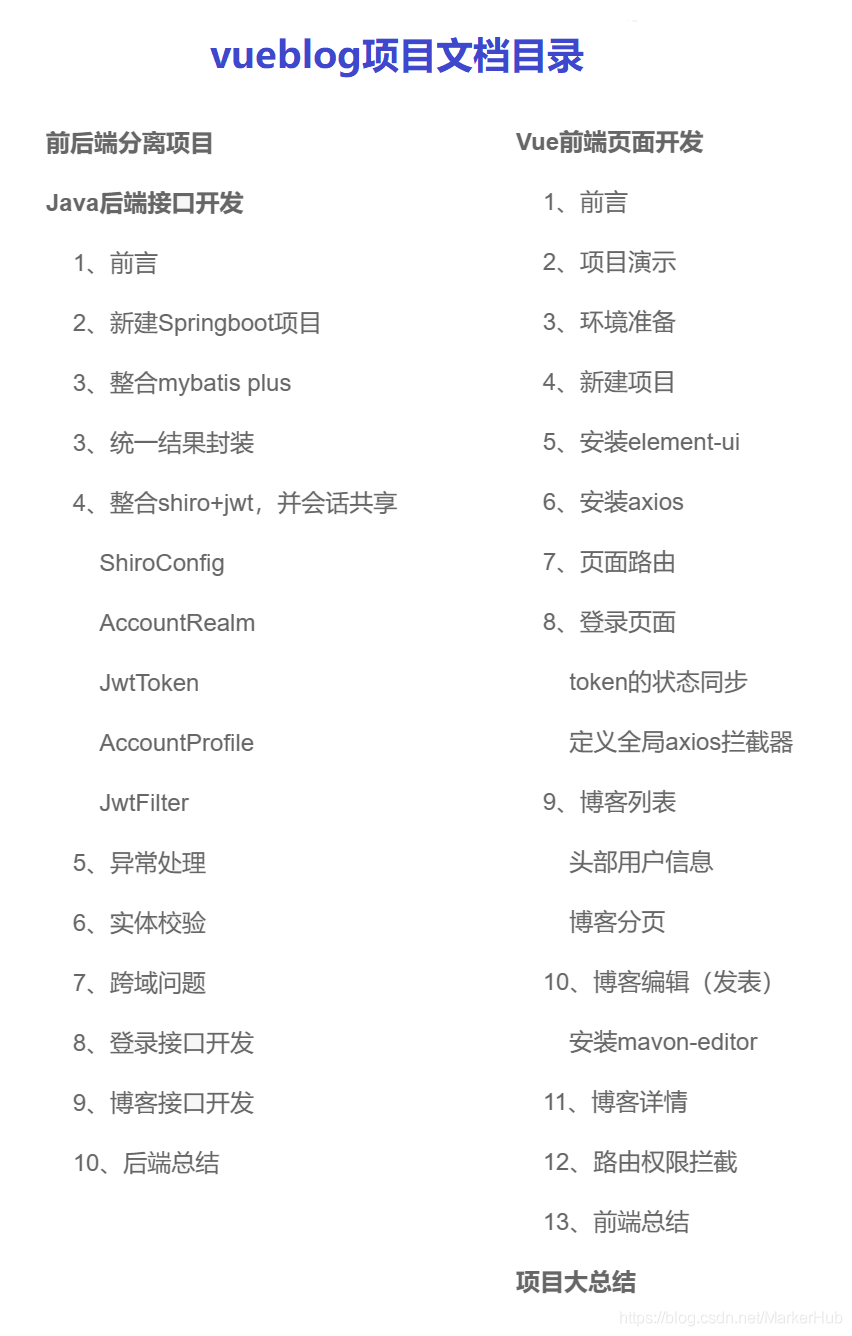 vueblog项目文档目录
前后端分离项目
Java后端接口开发
1、前言
2、新建Springboot项目
3、整合mybatis plus
3、统一结果封装
4、整合shiro+jwt，并会话共享
ShiroConfig
AccountRealm
JwtToken
AccountProfile
JwtFilter
5、异常处理
6、实体校验
7、跨域问题
8、登录接口开发
9、博客接口开发
10、后端总结
Vue前端页面开发
1、前言
2、项目演示
3、环境准备
4、新建项目
5、安装element-ui
6、安装axios
7、页面路由
8、登录页面
token的状态同步
定义全局axios拦截器
9、博客列表
头部用户信息
博客分页
10、博客编辑（发表）
安装mavon-editor
11、博客详情
12、路由权限拦截
13、前端总结
项目大总结
https://blog.csdn.net/MarkerHub